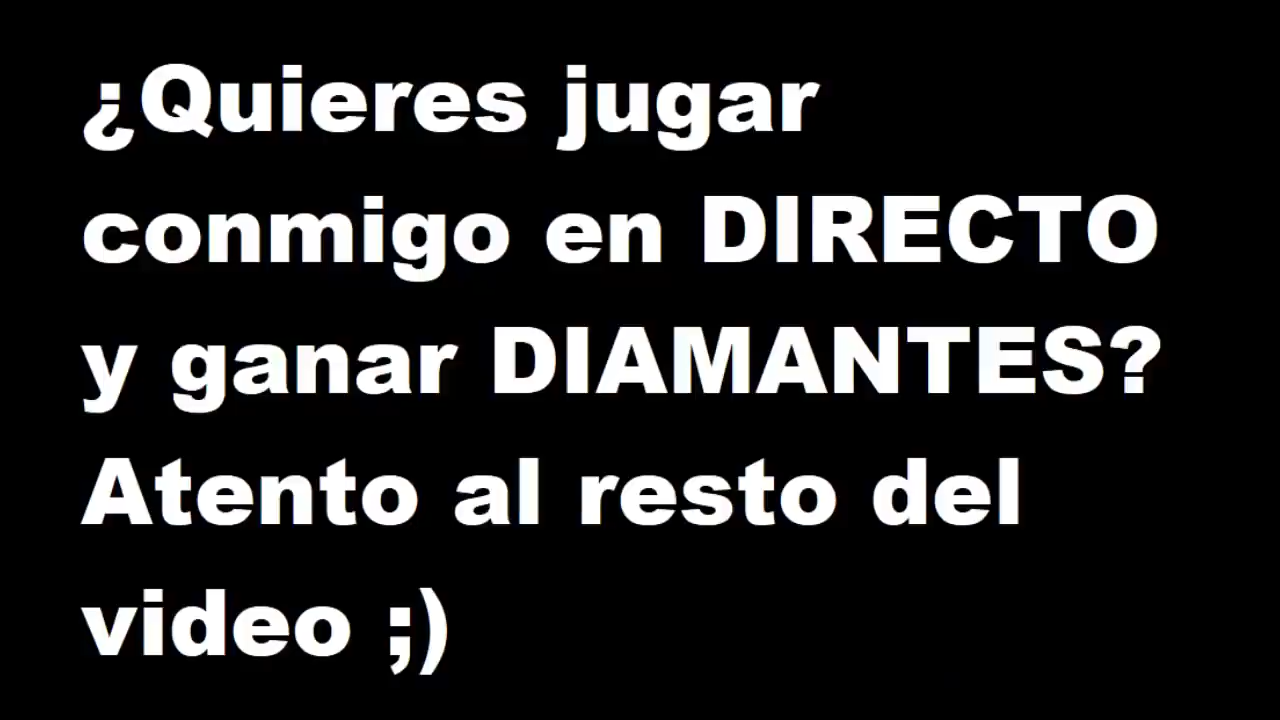 ¿Quieres jugar
conmigo en DIRECTO
y ganar DIAMANTES?
Atento al resto del
video ;)